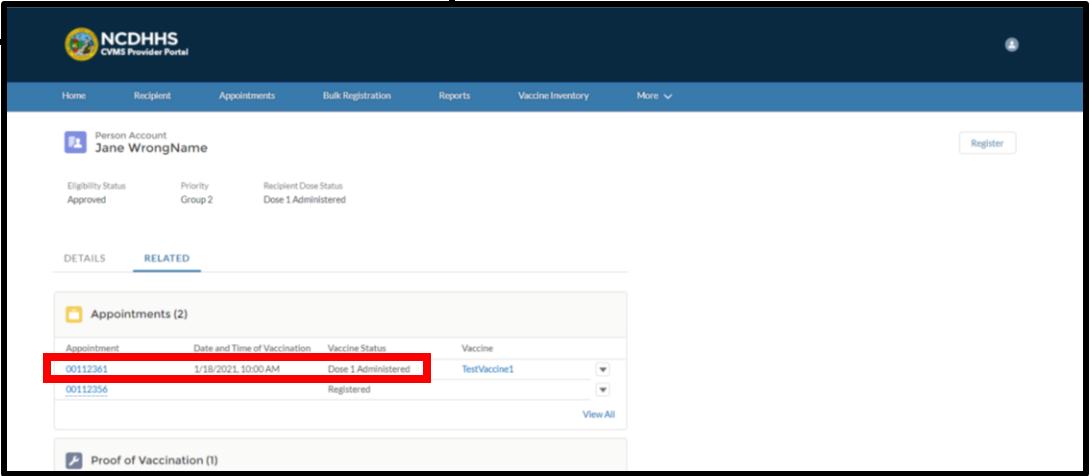 NCDHHS
CVMS Provider Portal
Home Recipient Appointments Bulk Registration Reports Vaccine Inventory More
Person Account
Jane WrongName
Register
Eligibility Status Priority Recipient Dose Status
Approved Group 2 Dose 1 Administered
DETAILS RELATED
Appointments (2)
Appointment Date and Time of Vaccination Vaccine Status Vaccine
00112361 1/18/2021, 10:00 AM Dose 1 Administered TestVaccine1
00112356 Registered
View All
Proof of Vaccination (1)